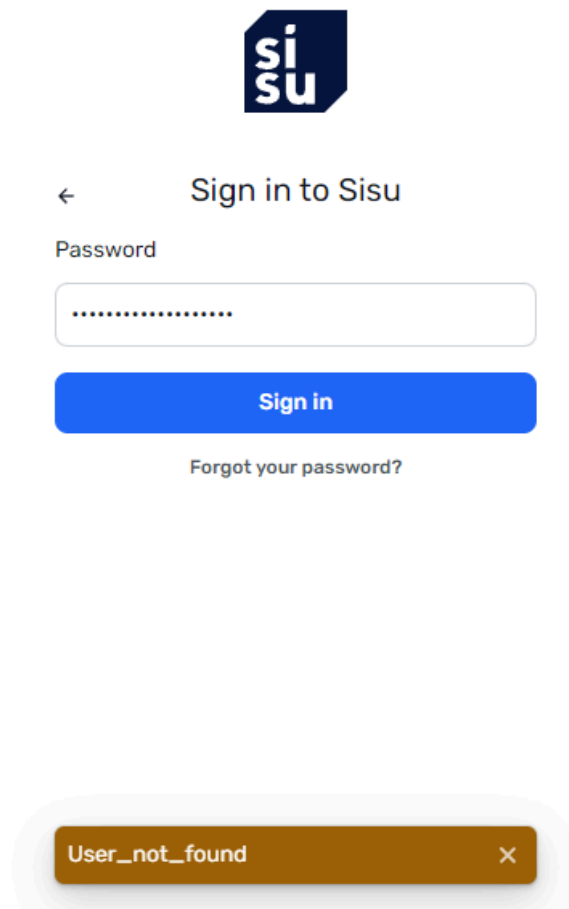 si
su
Sign in to Sisu
Password
Sign in
Forgot your password?
User_not_found